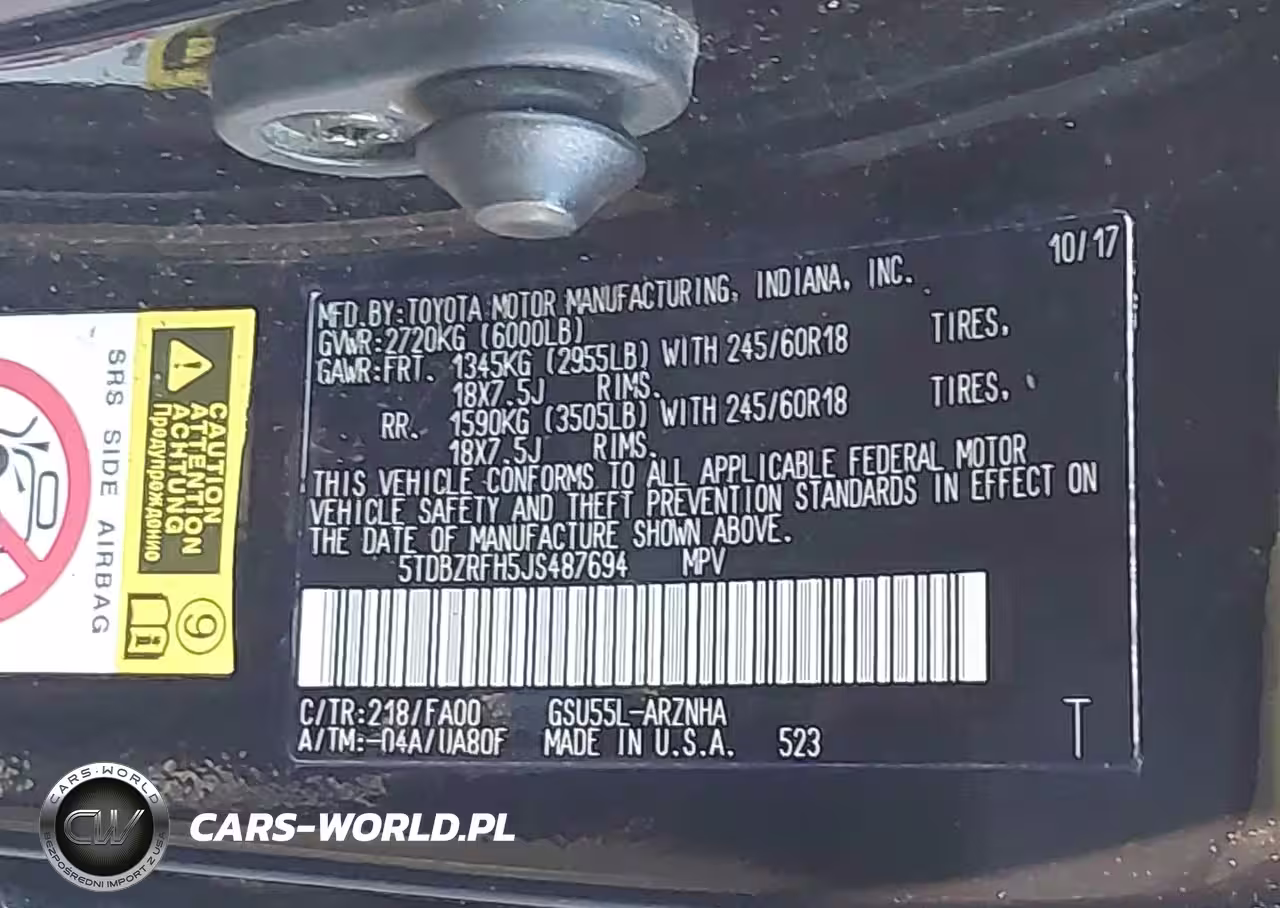 10/17
MFD.BY:TOYOTA MOTOR MANUFACTURING, INDIANA, INC.
GVWR:2720KG (6000LB)
GAWR:FRT. 1345KG (2955LB) WITH 245/60R18 TIRES.
18X7.5J RIMS.
RR. 1590KG (3505LB) WITH 245/60R18 TIRES.
18X7.5J RIMS.
THIS VEHICLE CONFORMS TO ALL APPLICABLE FEDERAL MOTOR
VEHICLE SAFETY AND THEFT PREVENTION STANDARDS IN EFFECT ON
THE DATE OF MANUFACTURE SHOWN ABOVE.
5TDBZRFH5JS487694 MPV
C/TR:218/FA00 GSU55L-ARZNHA
A/TM:-04A/UA80F MADE IN U.S.A. 523
T
CAUTION
ATTENTION
ACHTUNG
SRS SIDE AIRBAG
9
CARS-WORLD
CW
BEZPOŚREDNI IMPORT Z USA
CARS-WORLD.PL